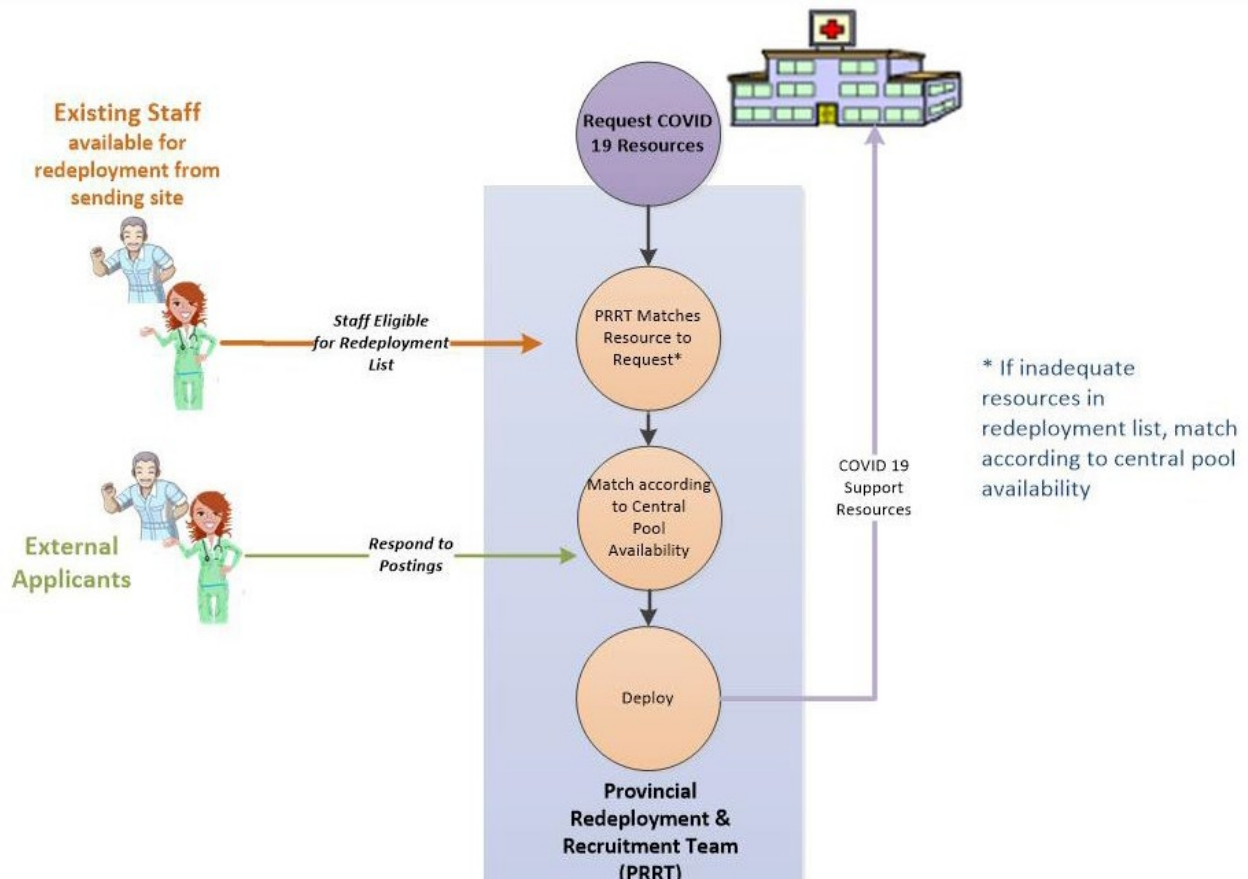 Request COVID
19 Resources
Existing Staff
available for
redeployment from
sending site
Staff Eligible
for Redeployment
List
PRRT Matches
Resource to
Request*
* If inadequate
resources in
redeployment list, match
according to central pool
availability
COVID 19
Support
Resources
Match according
to Central
Pool
Availability
External
Applicants
Respond to
Postings
Deploy
Provincial
Redeployment &
Recruitment Team
(PRRT)